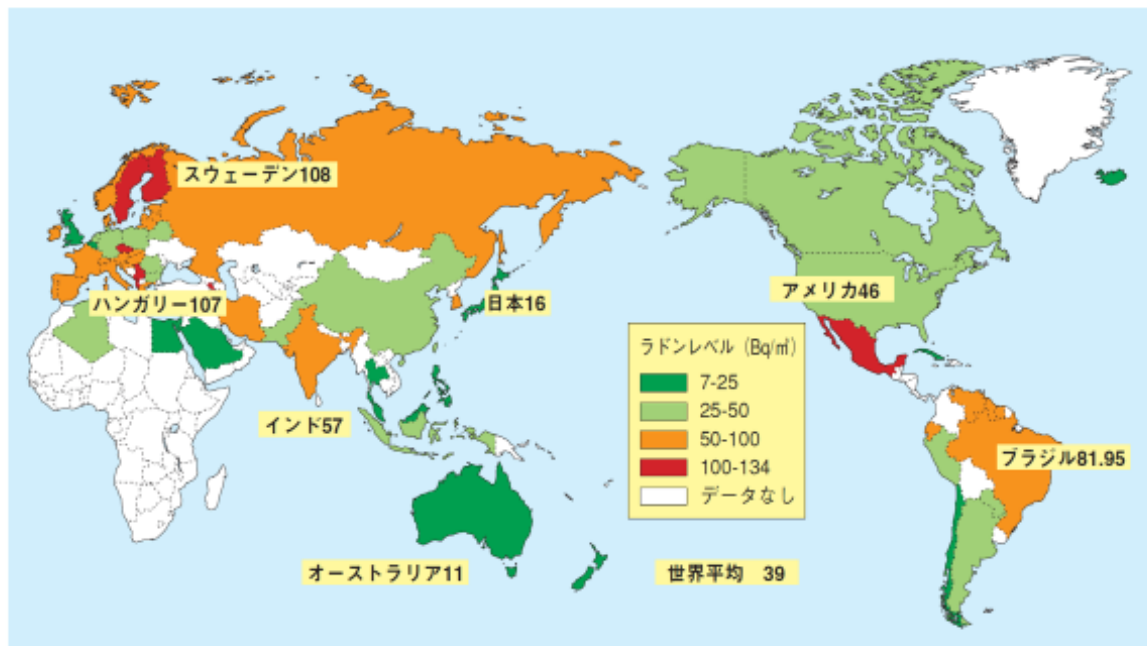 スウェーデン108
ハンガリー107
日本16
アメリカ46
ラドンレベル（Bq/㎥）
7-25
25-50
50-100
100-134
データなし
インド57
ブラジル81.95
オーストラリア11
世界平均　39